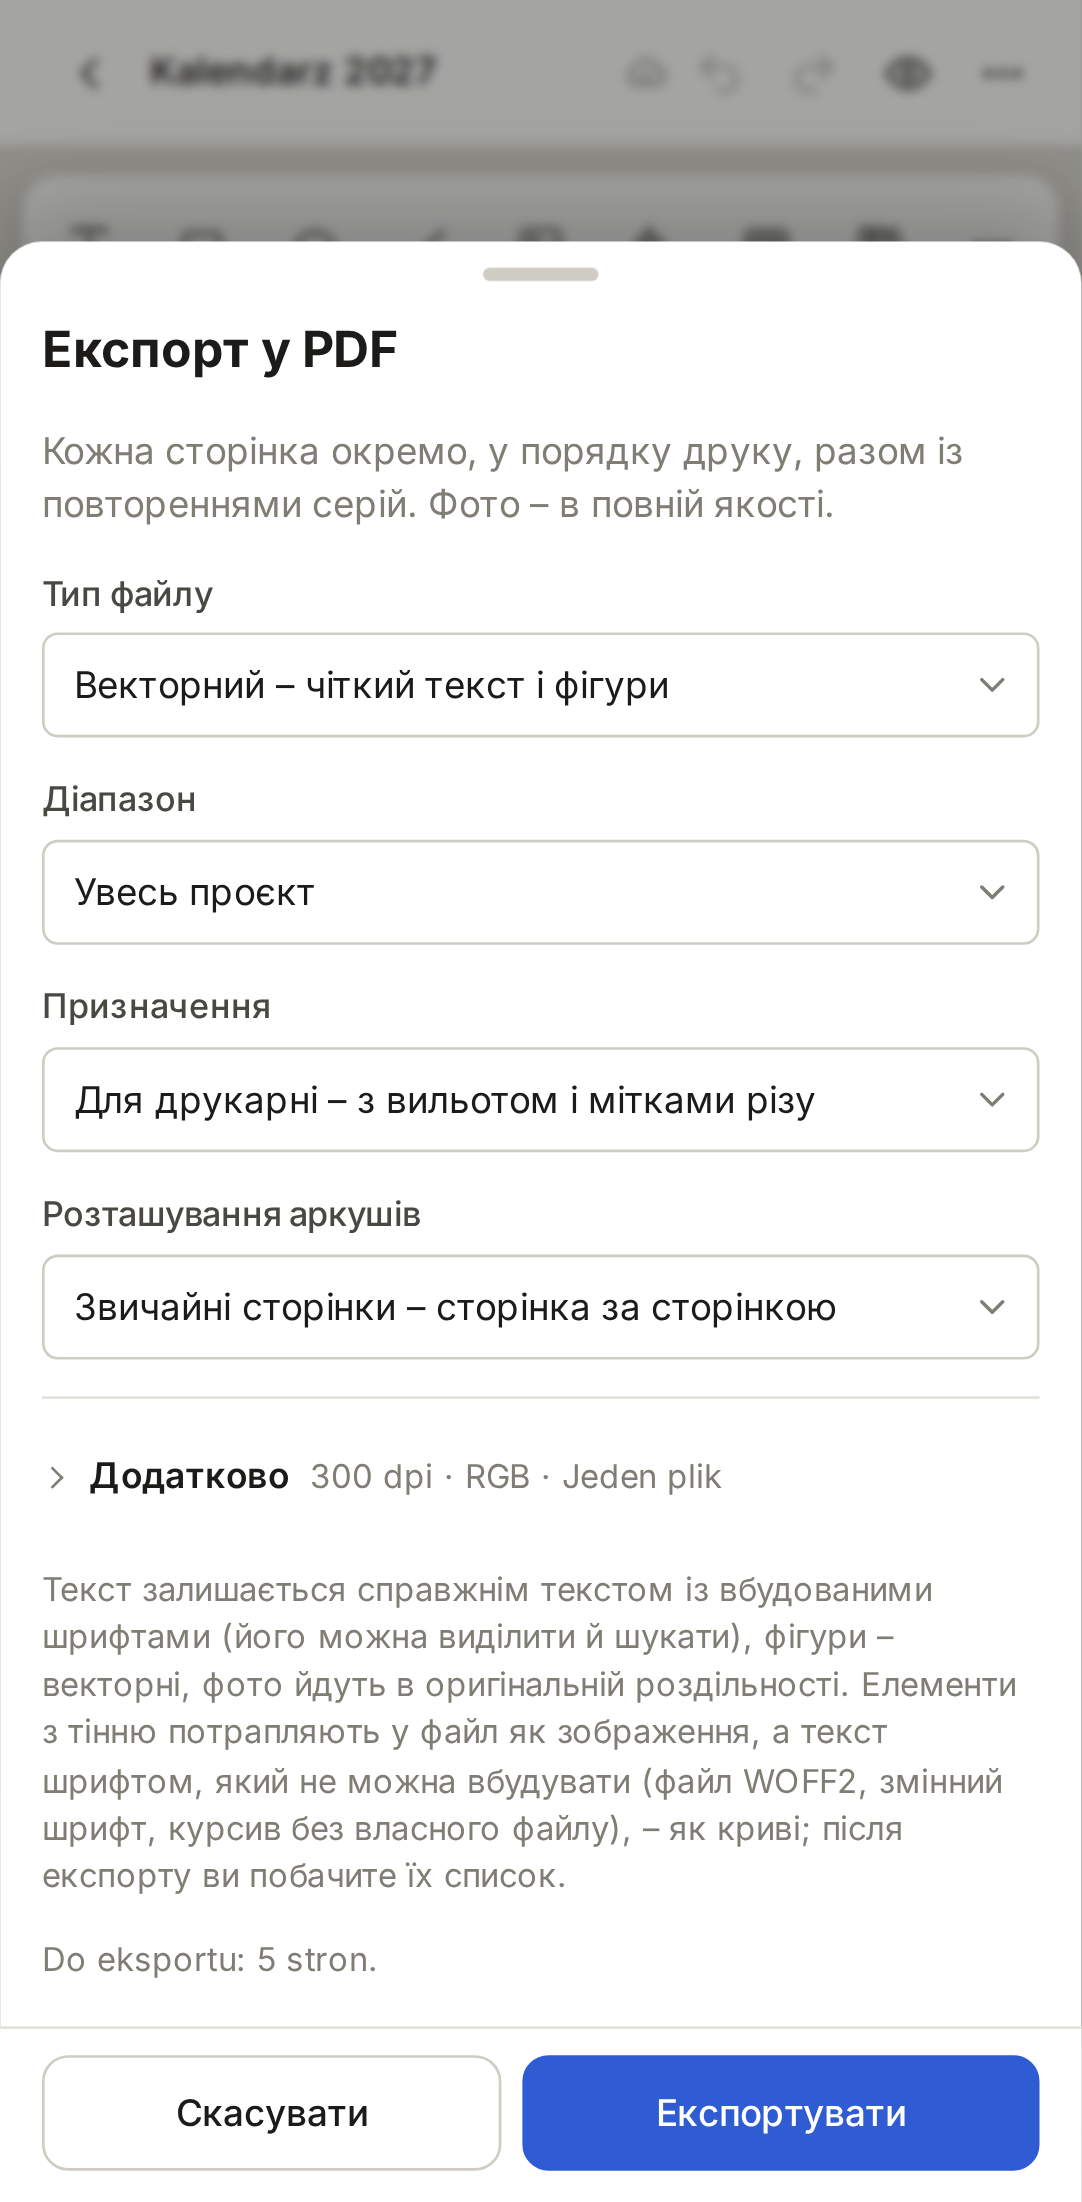 Kalendarz 2027
Експорт у PDF
Кожна сторінка окремо, у порядку друку, разом із
повтореннями серій. Фото – в повній якості.
Тип файлу
Векторний – чіткий текст і фігури
Діапазон
Увесь проєкт
Призначення
Для друкарні – з вильотом і мітками різу
Розташування аркушів
Звичайні сторінки – сторінка за сторінкою
Додатково 300 dpi · RGB · Jeden plik
Текст залишається справжнім текстом із вбудованими
шрифтами (його можна виділити й шукати), фігури –
векторні, фото йдуть в оригінальній роздільності. Елементи
з тінню потрапляють у файл як зображення, а текст
шрифтом, який не можна вбудувати (файл WOFF2, змінний
шрифт, курсив без власного файлу), – як криві; після
експорту ви побачите їх список.
Do eksportu: 5 stron.
Скасувати
Експортувати